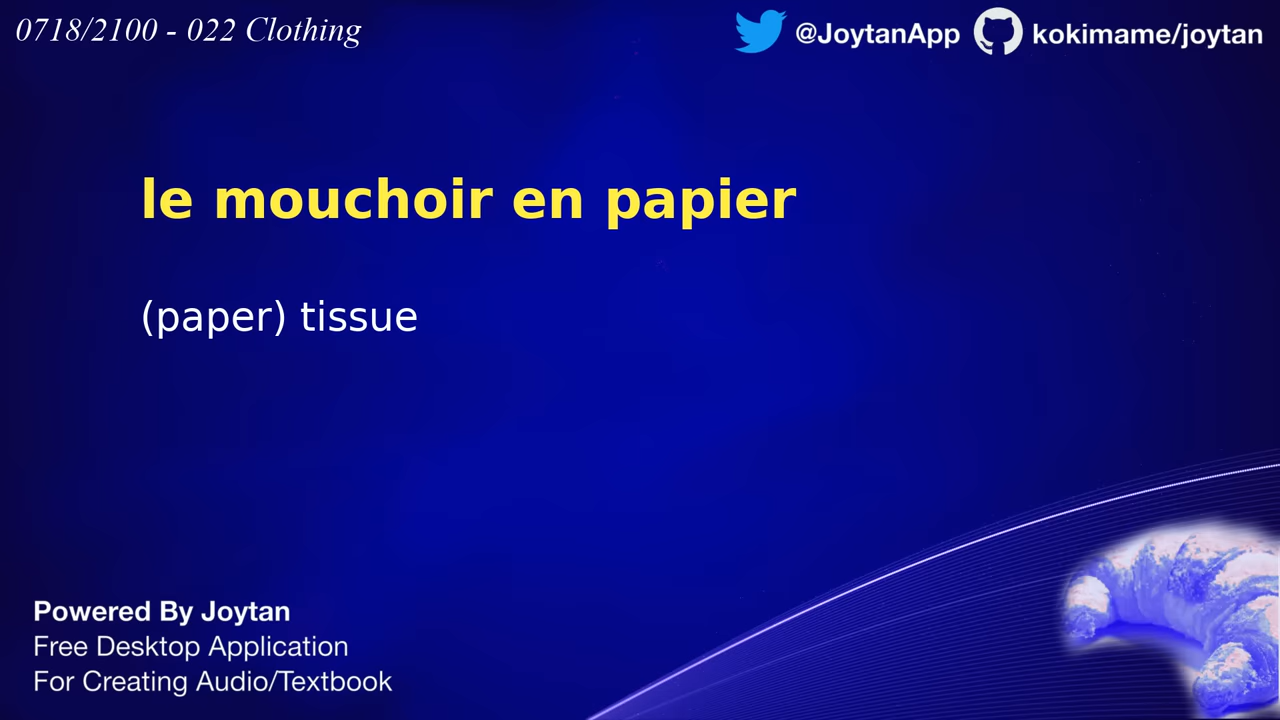 0718/2100 - 022 Clothing
@JoytanApp kokimame/joytan
le mouchoir en papier
(paper) tissue
Powered By Joytan
Free Desktop Application
For Creating Audio/Textbook